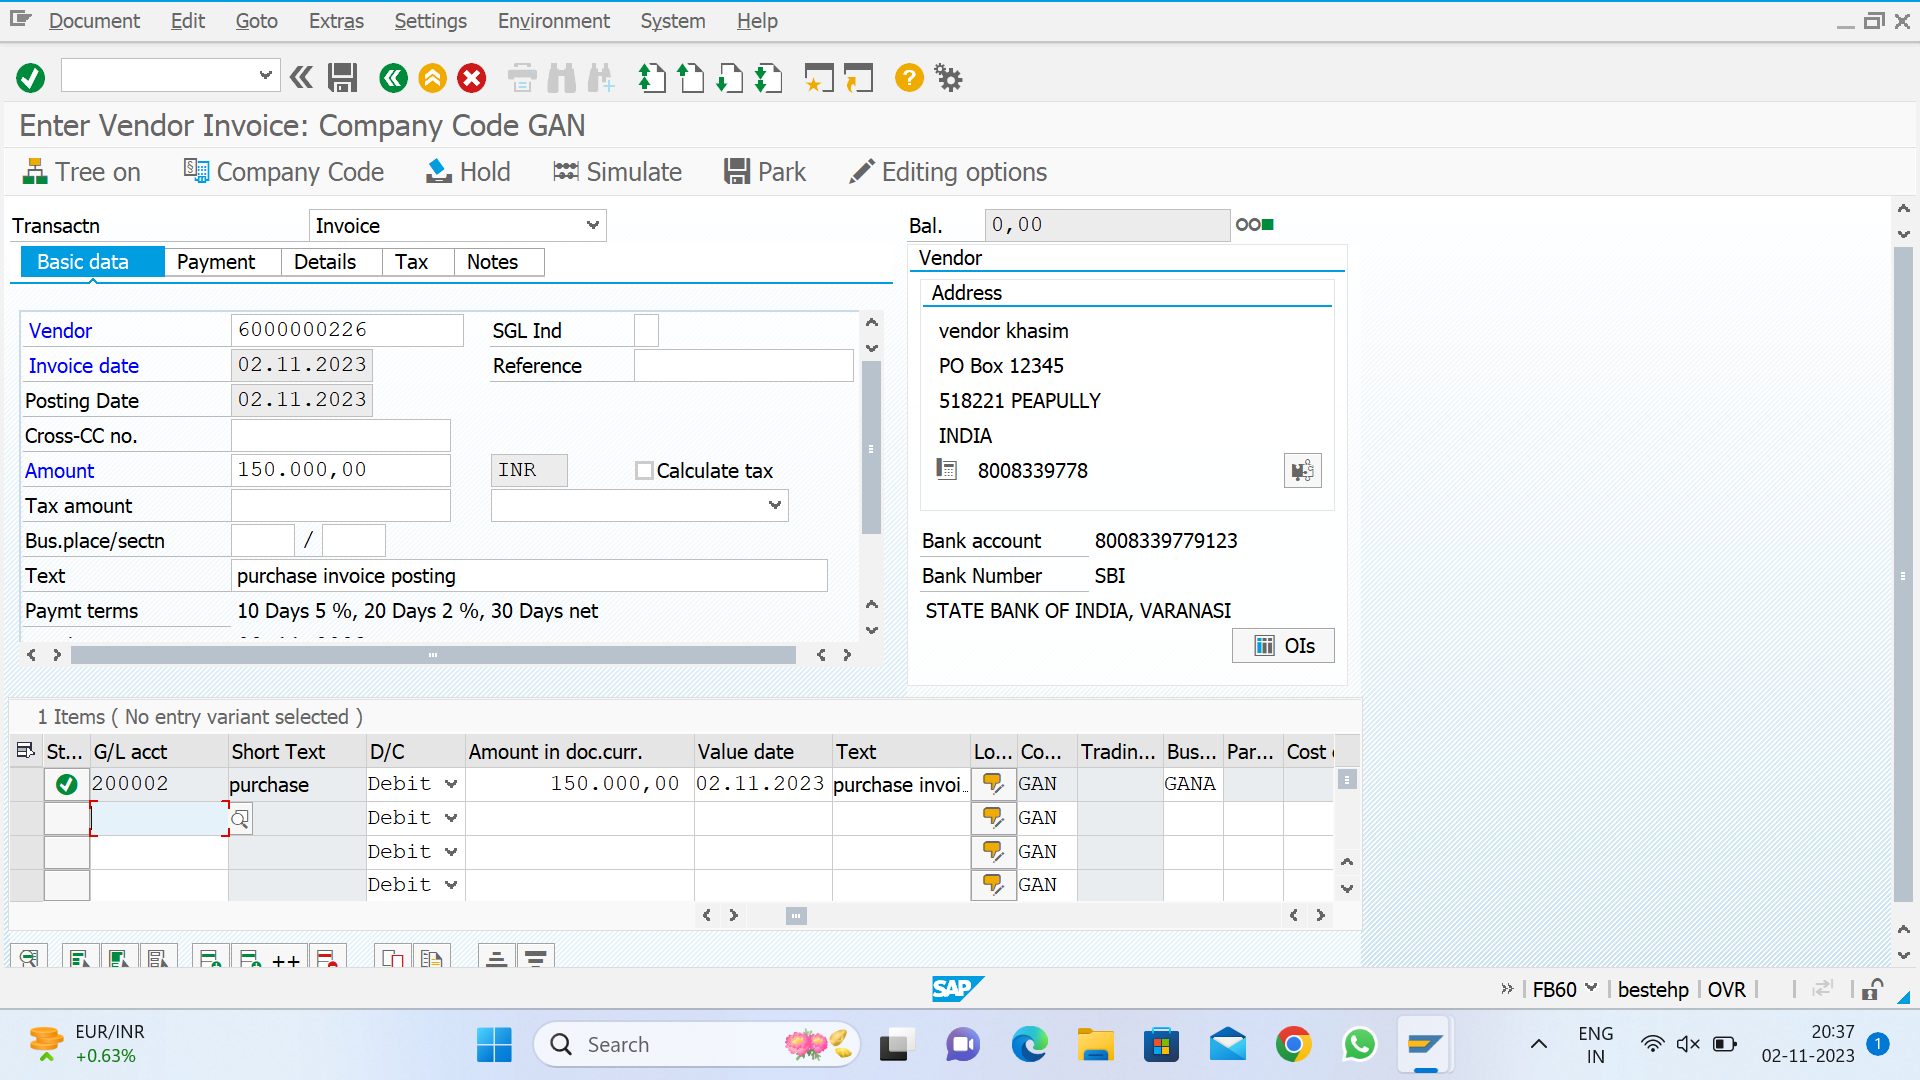 Document Edit Goto Extras Settings Environment System Help
Enter Vendor Invoice: Company Code GAN
Tree on Company Code Hold Simulate Park Editing options
Transactn Invoice
Bal. 0,00
Basic data Payment Details Tax Notes
Vendor 6000000226 SGL Ind
Invoice date 02.11.2023 Reference
Posting Date 02.11.2023
Cross-CC no.
Amount 150.000,00 INR Calculate tax
Tax amount
Bus.place/sectn /
Text purchase invoice posting
Paymt terms 10 Days 5 %, 20 Days 2 %, 30 Days net
Vendor
Address
vendor khasim
PO Box 12345
518221 PEAPULLY
INDIA
8008339778
Bank account 8008339779123
Bank Number SBI
STATE BANK OF INDIA, VARANASI
OIs
1 Items ( No entry variant selected )
St... G/L acct Short Text D/C Amount in doc.curr. Value date Text Lo... Co... Tradin... Bus... Par... Cost
200002 purchase Debit 150.000,00 02.11.2023 purchase invoi... GAN GANA
Debit GAN
Debit GAN
Debit GAN
++
SAP
FB60 bestehp OVR
EUR/INR
+0.63%
Search
ENG
IN
20:37
02-11-2023
1